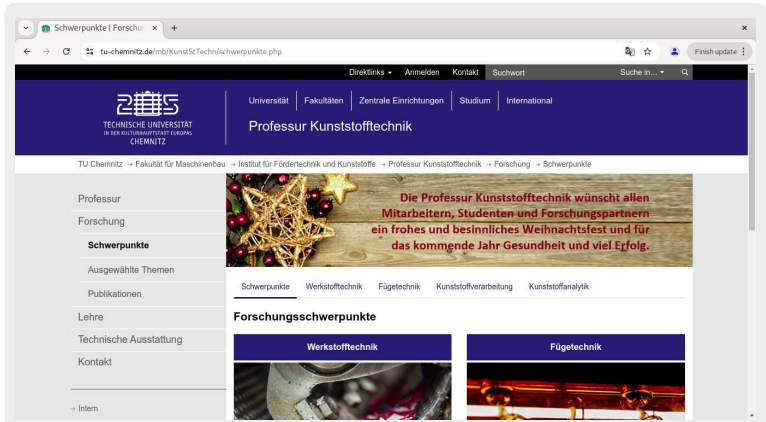 Schwerpunkte | Forschu
tu-chemnitz.de/mb/KunstStTechn/schwerpunkte.php
Finish update
Direktlinks Anmelden Kontakt Suchwort Suche in...
TECHNISCHE UNIVERSITÄT
IN DER KULTURHAUPTSTADT EUROPAS
CHEMNITZ
Universität Fakultäten Zentrale Einrichtungen Studium International
Professur Kunststofftechnik
TU Chemnitz → Fakultät für Maschinenbau → Institut für Fördertechnik und Kunststoffe → Professur Kunststofftechnik → Forschung → Schwerpunkte
Professur
Forschung
Schwerpunkte
Ausgewählte Themen
Publikationen
Lehre
Technische Ausstattung
Kontakt
→ Intern
Die Professur Kunststofftechnik wünscht allen
Mitarbeitern, Studenten und Forschungspartnern
ein frohes und besinnliches Weihnachtsfest und für
das kommende Jahr Gesundheit und viel Erfolg.
Schwerpunkte Werkstofftechnik Fügetechnik Kunststoffverarbeitung Kunststoffanalytik
Forschungsschwerpunkte
Werkstofftechnik Fügetechnik